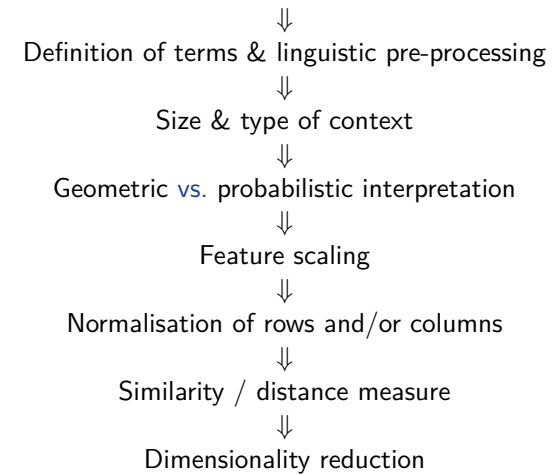 ⇓
Definition of terms & linguistic pre-processing
⇓
Size & type of context
⇓
Geometric vs. probabilistic interpretation
⇓
Feature scaling
⇓
Normalisation of rows and/or columns
⇓
Similarity / distance measure
⇓
Dimensionality reduction